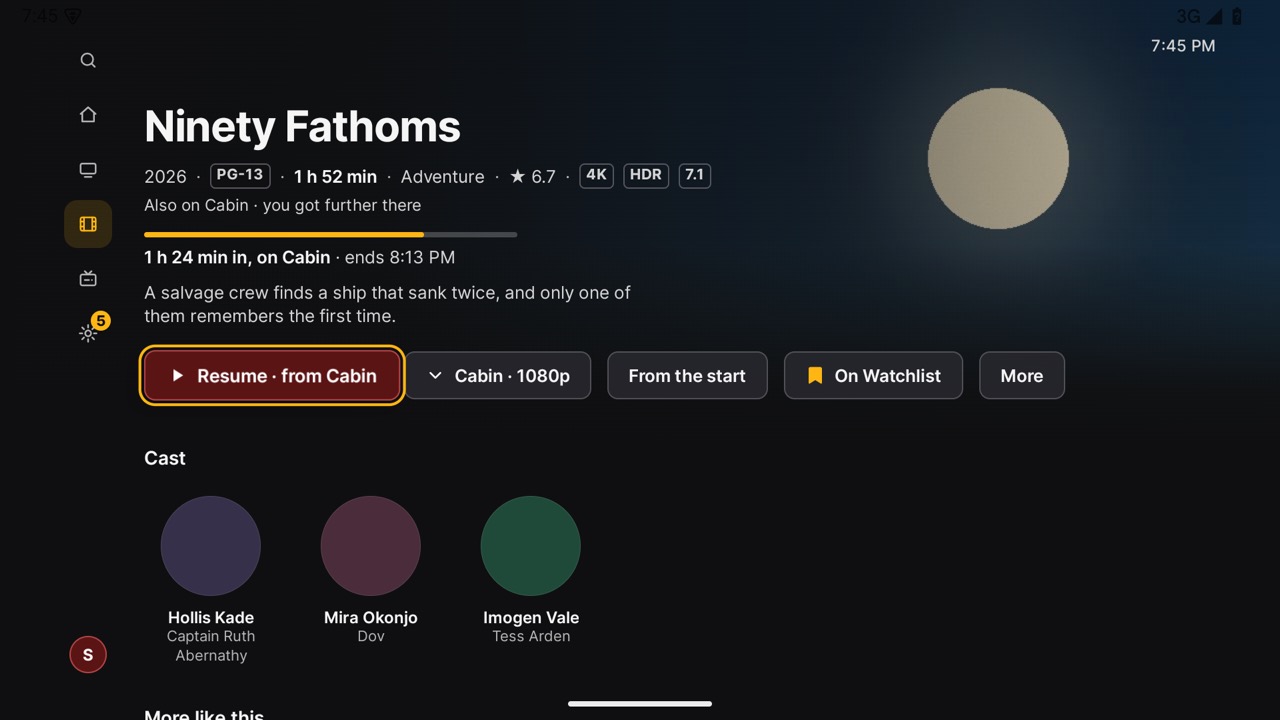 7:45
3G
7:45 PM
Ninety Fathoms
2026 · PG-13 · 1 h 52 min · Adventure · ★ 6.7 · 4K HDR 7.1
Also on Cabin · you got further there
1 h 24 min in, on Cabin · ends 8:13 PM
A salvage crew finds a ship that sank twice, and only one of
them remembers the first time.
5
Resume · from Cabin
Cabin · 1080p
From the start
On Watchlist
More
Cast
Hollis Kade
Captain Ruth
Abernathy
Mira Okonjo
Dov
Imogen Vale
Tess Arden
S
More like this